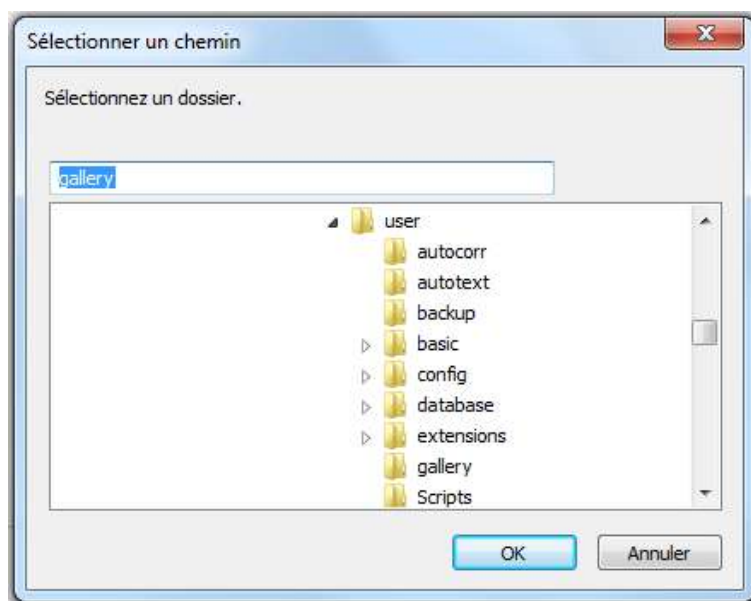 Sélectionner un chemin
Sélectionnez un dossier.
gallery
user
autocorr
autotext
backup
basic
config
database
extensions
gallery
Scripts
OK Annuler